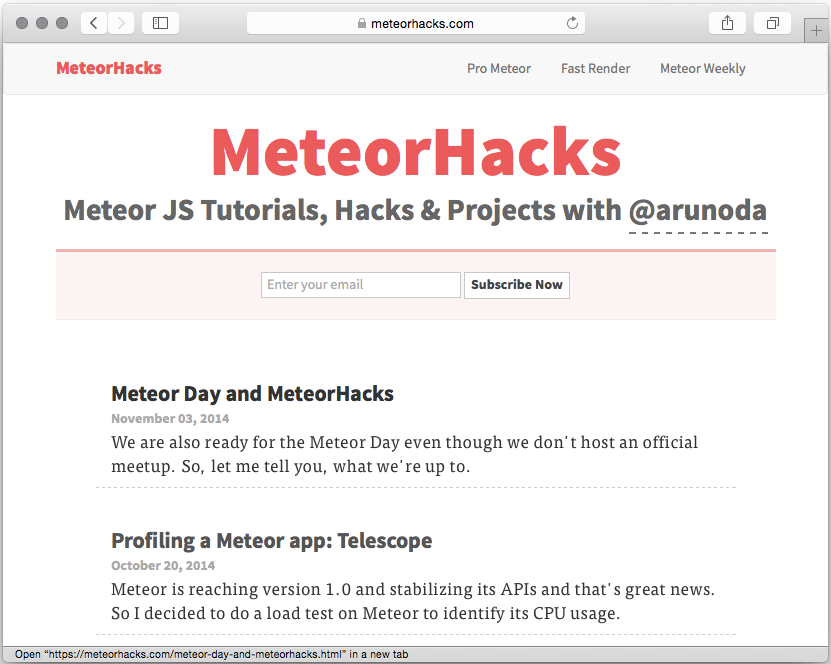 meteorhacks.com
MeteorHacks
Pro Meteor Fast Render Meteor Weekly
MeteorHacks
Meteor JS Tutorials, Hacks & Projects with @arunoda
Enter your email Subscribe Now
Meteor Day and MeteorHacks
November 03, 2014
We are also ready for the Meteor Day even though we don't host an official
meetup. So, let me tell you, what we're up to.
Profiling a Meteor app: Telescope
October 20, 2014
Meteor is reaching version 1.0 and stabilizing its APIs and that's great news.
So I decided to do a load test on Meteor to identify its CPU usage.
Open “https://meteorhacks.com/meteor-day-and-meteorhacks.html” in a new tab